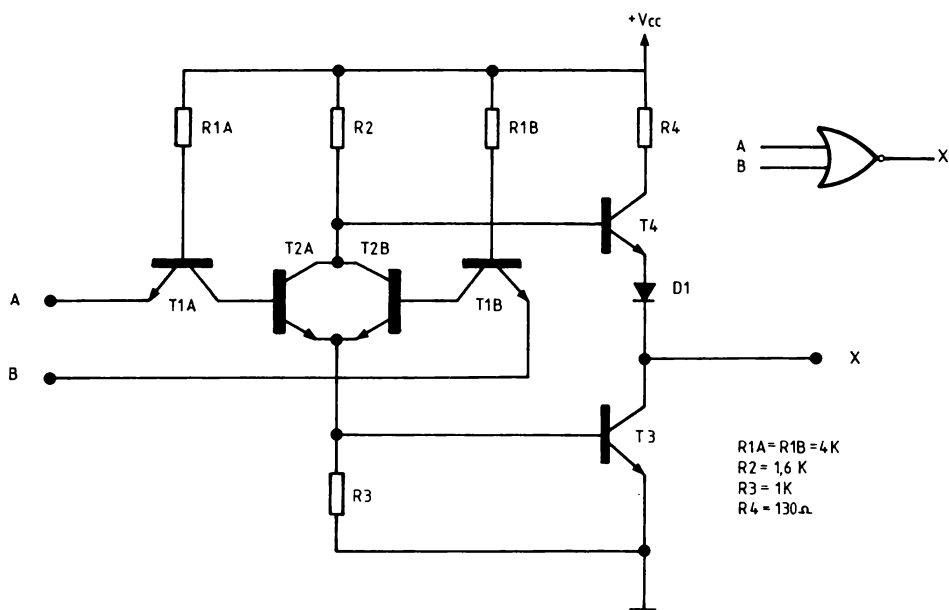 +Vcc
R1A
R2
R1B
R4
A
B
X
T4
T2A
T2B
D1
A
T1A
T1B
X
B
T3
R1A=R1B=4K
R2=1,6 K
R3=1K
R4=130Ω
R3